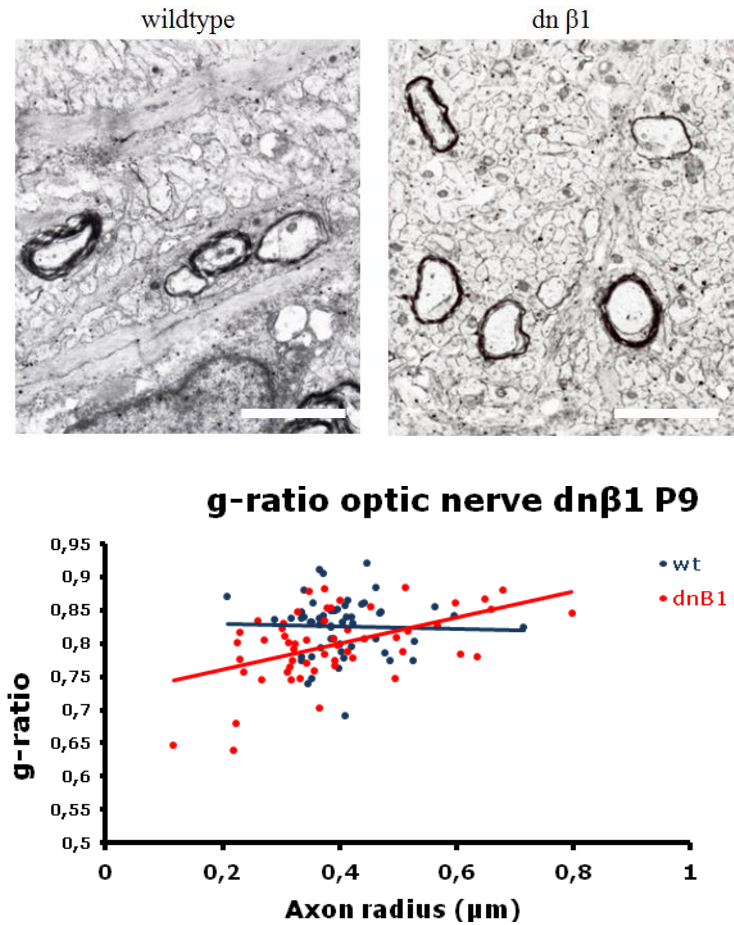 wildtype
dn β1
g-ratio optic nerve dnβ1 P9
wt
dnB1
0,95
0,9
0,85
0,8
0,75
0,7
0,65
0,6
0,55
0,5
g-ratio
0
0,2
0,4
0,6
0,8
1
Axon radius (µm)